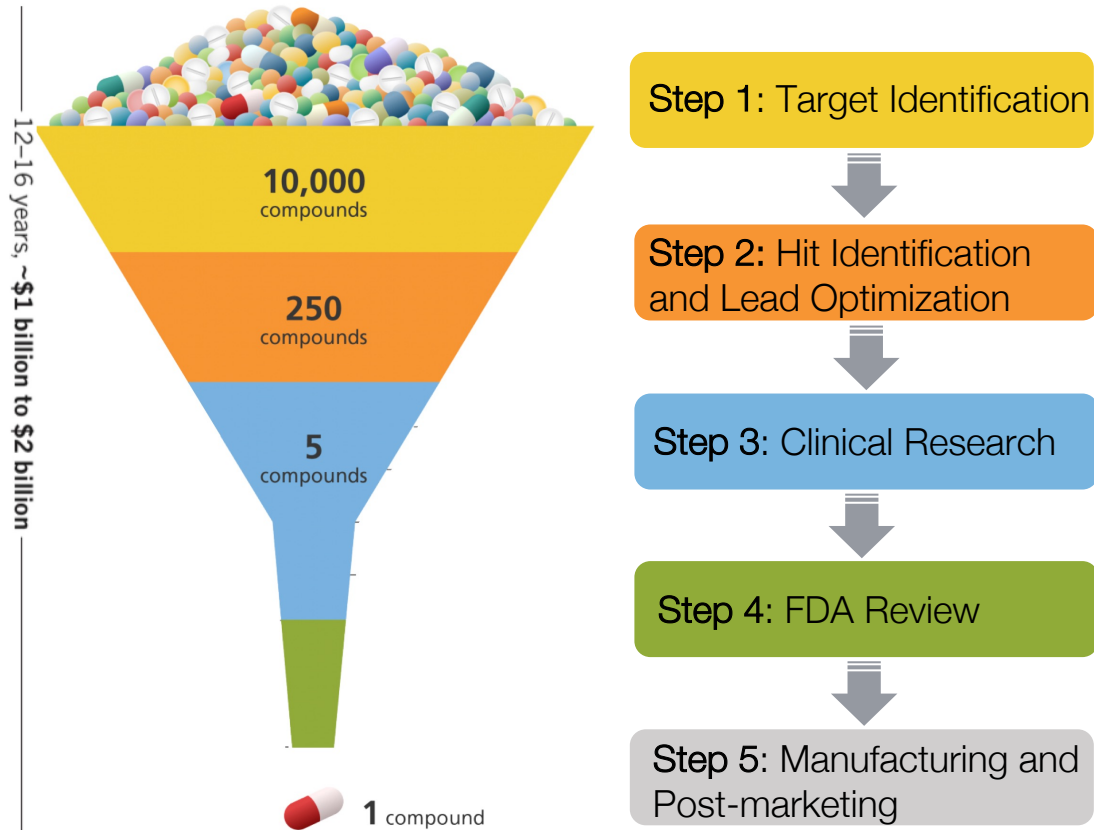 12–16 years, ~$1 billion to $2 billion
10,000
compounds
250
compounds
5
compounds
1 compound
Step 1: Target Identification
Step 2: Hit Identification
and Lead Optimization
Step 3: Clinical Research
Step 4: FDA Review
Step 5: Manufacturing and
Post-marketing